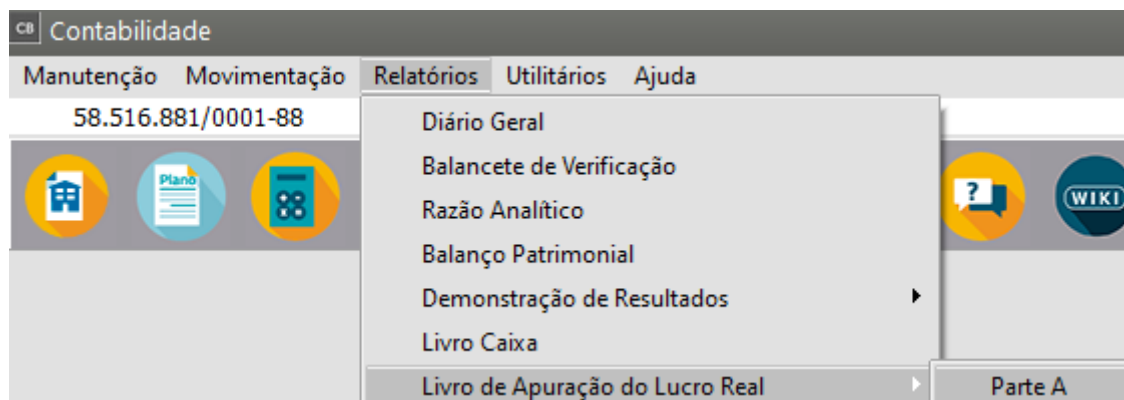 CB Contabilidade
Manutenção Movimentação Relatórios Utilitários Ajuda
58.516.881/0001-88
Diário Geral
Balancete de Verificação
Plano
?
WIKI
Razão Analítico
Balanço Patrimonial
Demonstração de Resultados
Livro Caixa
Livro de Apuração do Lucro Real Parte A